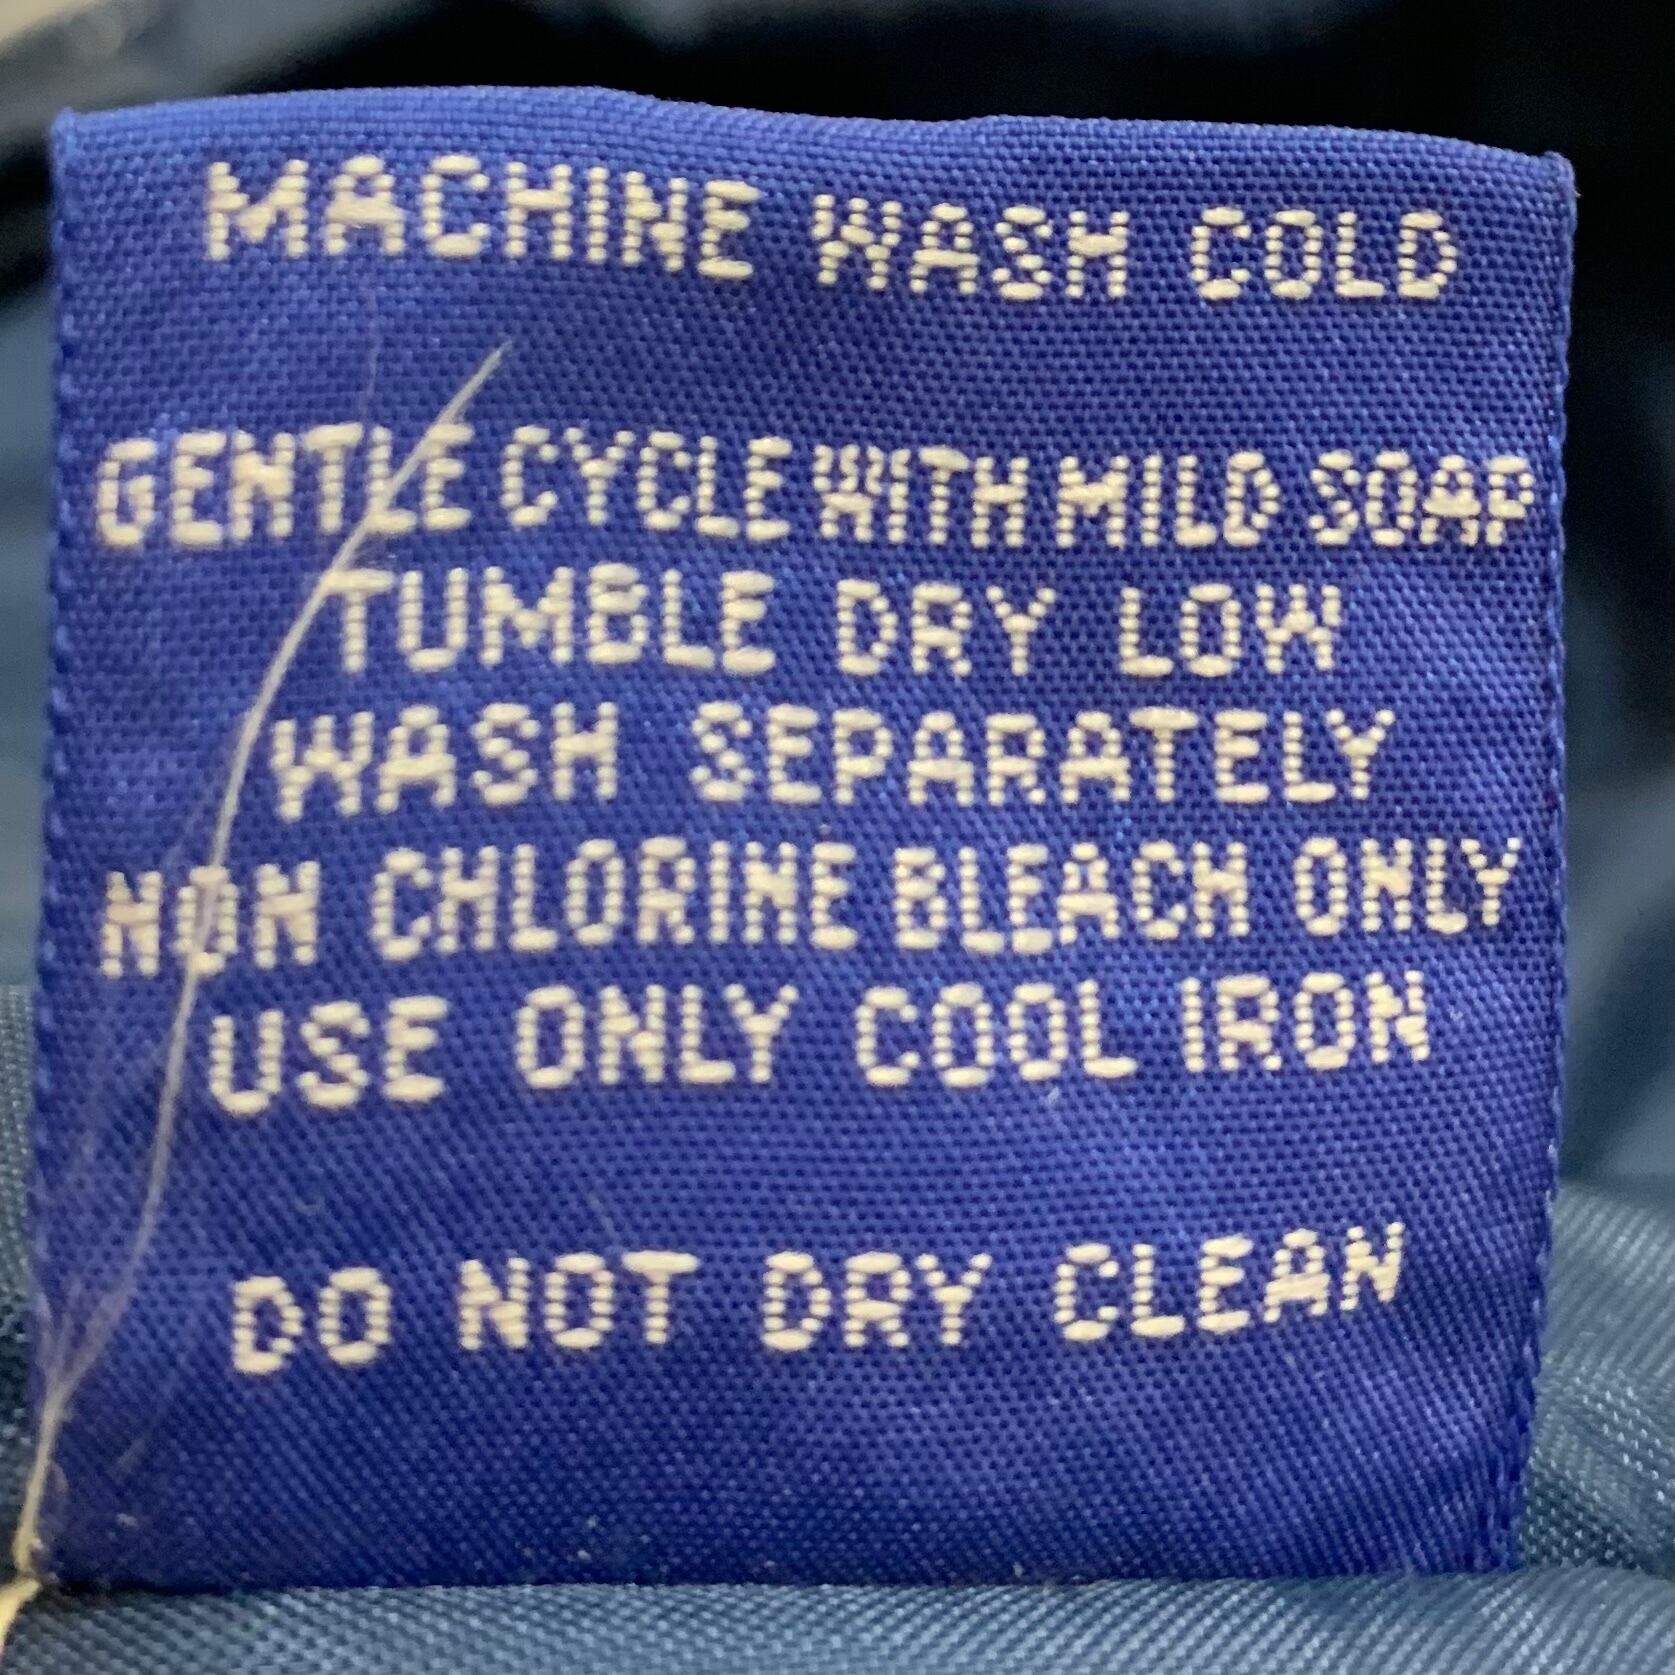 MACHINE WASH COLD
GENTLE CYCLE WITH MILD SOAP
TUMBLE DRY LOW
WASH SEPARATELY
NON CHLORINE BLEACH ONLY
USE ONLY COOL IRON
DO NOT DRY CLEAN